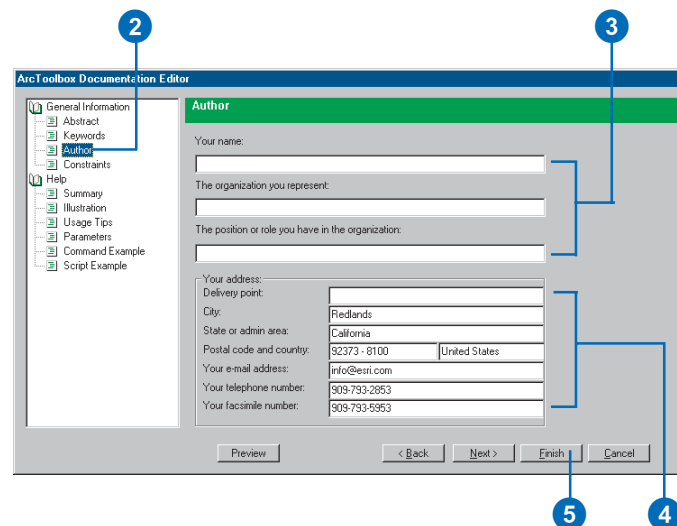 2
3
ArcToolbox Documentation Editor
General Information
Abstract
Keywords
Author
Constraints
Help
Summary
Illustration
Usage Tips
Parameters
Command Example
Script Example
Author
Your name:
The organization you represent:
The position or role you have in the organization:
Your address:
Delivery point:
City: Redlands
State or admin area: California
Postal code and country: 92373 - 8100 United States
Your e-mail address: info@esri.com
Your telephone number: 909-793-2853
Your facsimile number: 909-793-5953
Preview < Back Next > Finish Cancel
5
4